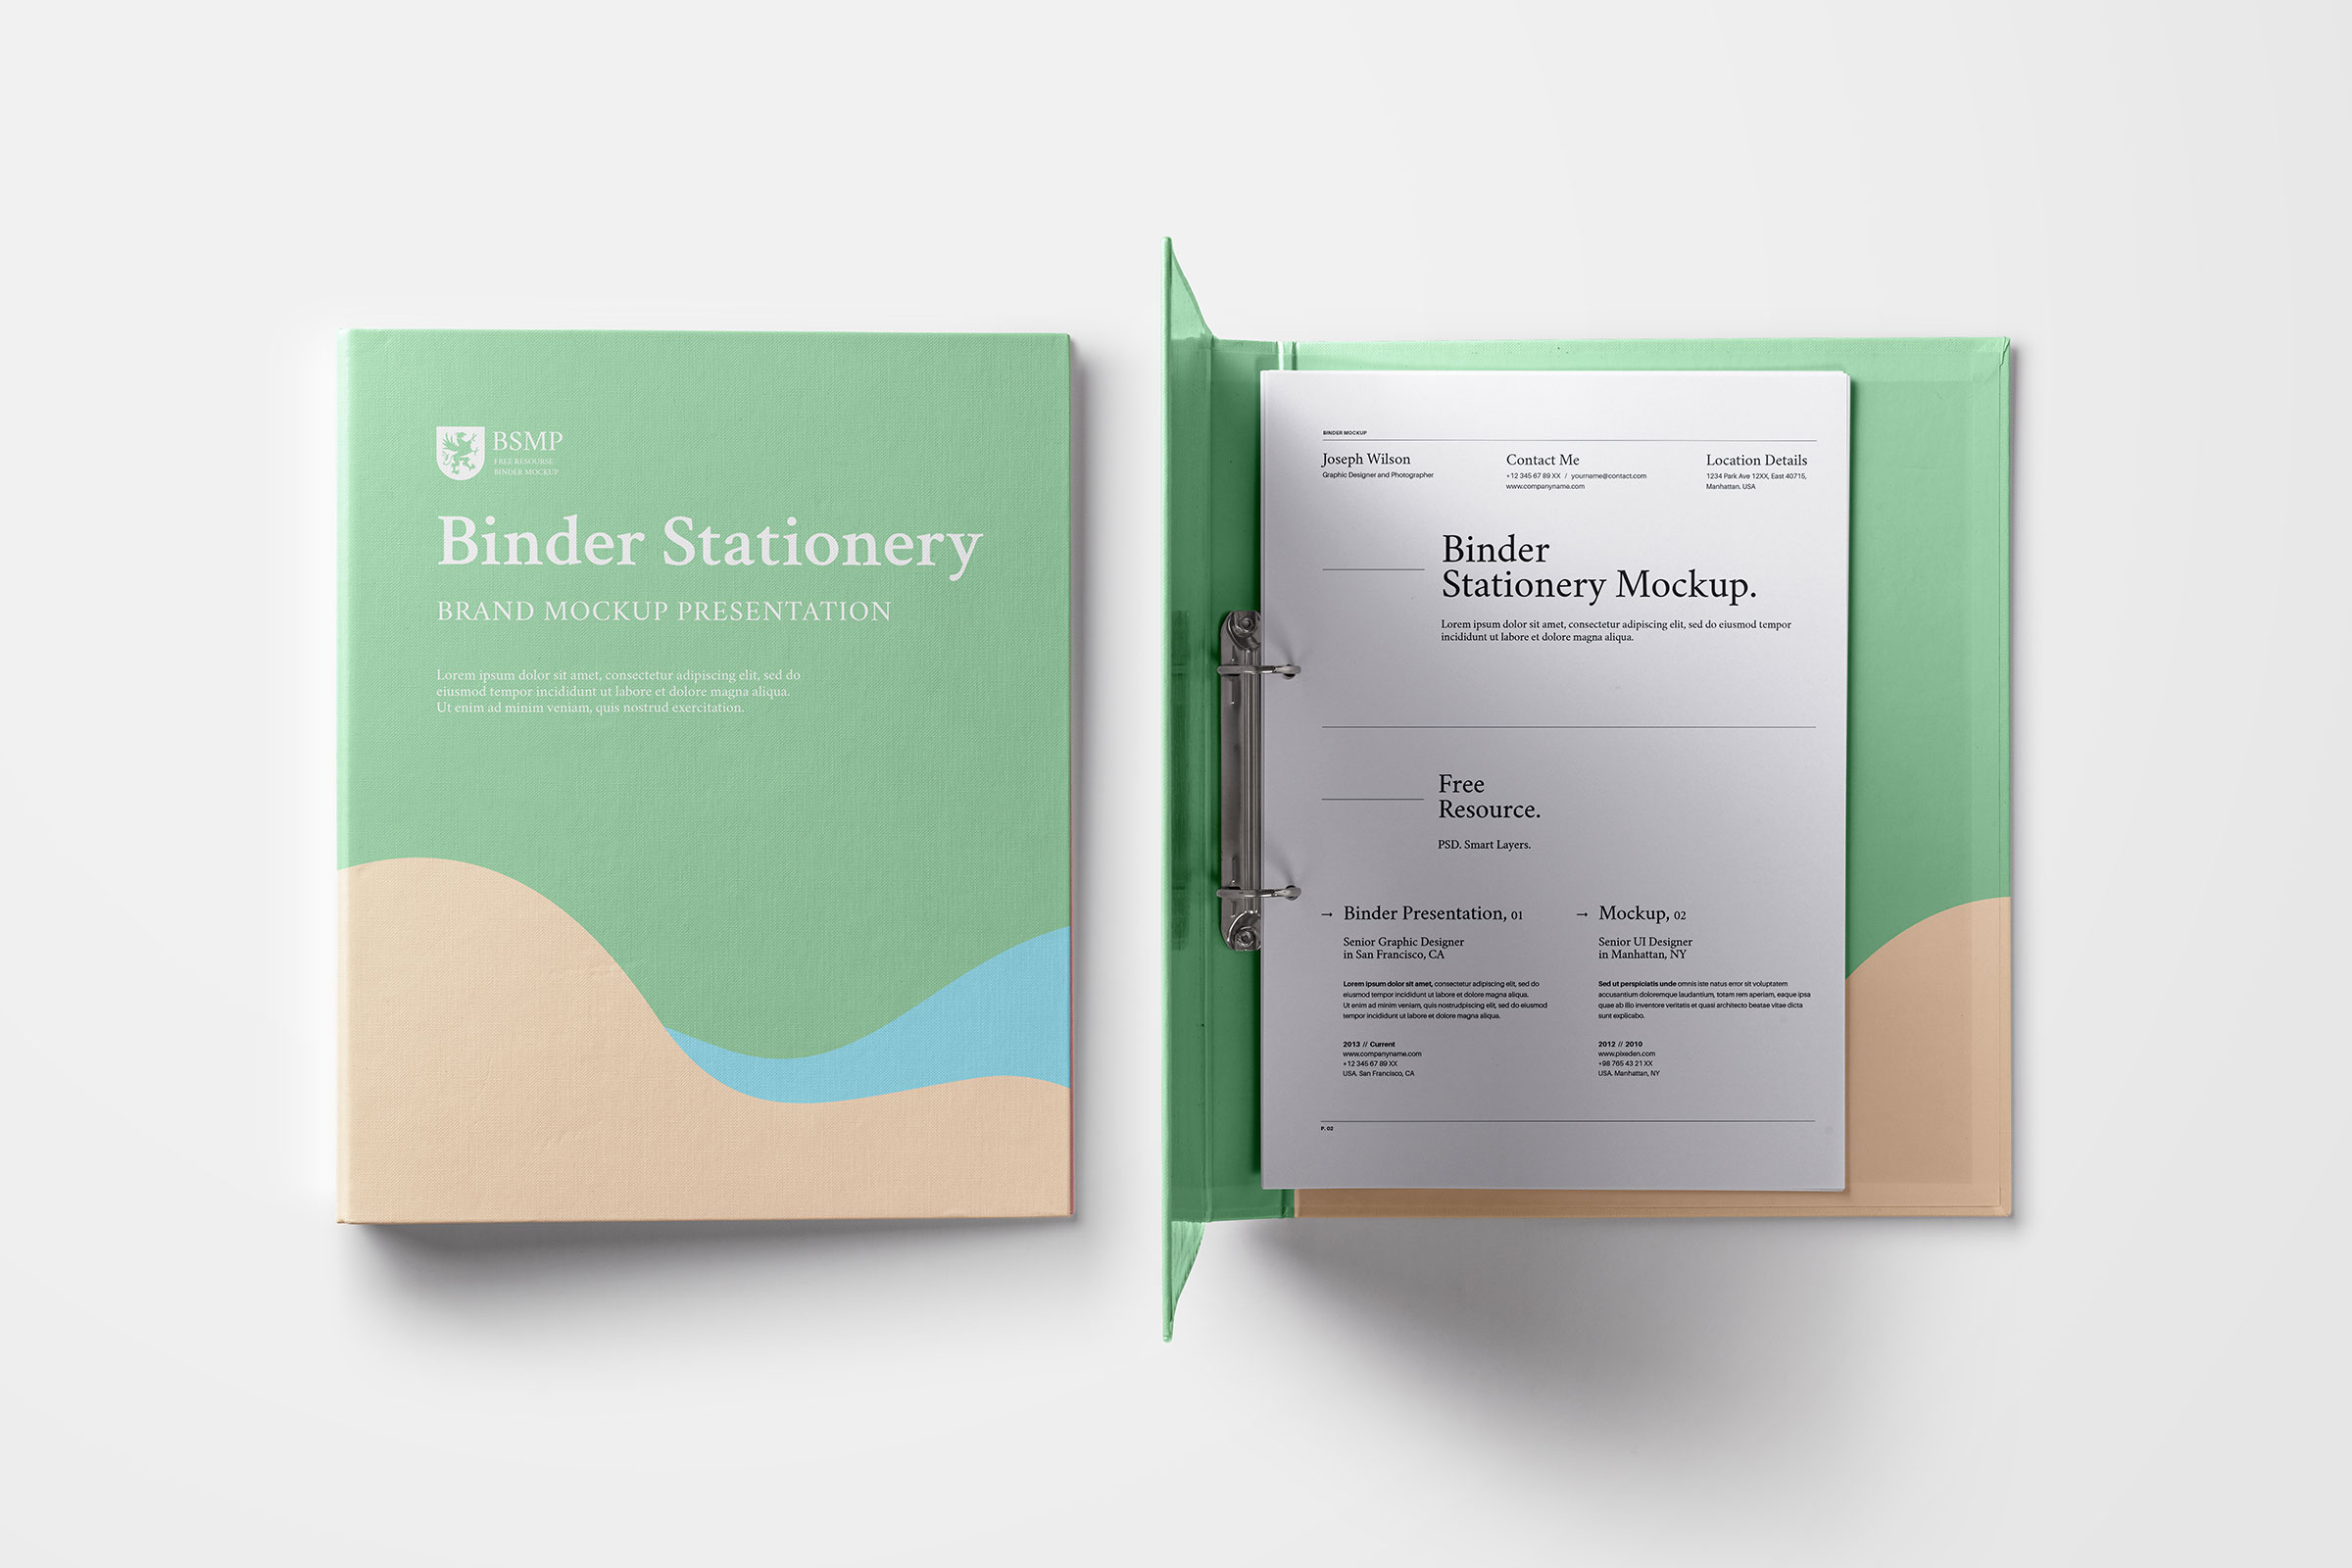 BSMP
FREE RESOURSE
BINDER MOCKUP
Binder Stationery
BRAND MOCKUP PRESENTATION
Lorem ipsum dolor sit amet, consectetur adipiscing elit, sed do
eiusmod tempor incididunt ut labore et dolore magna aliqua.
Ut enim ad minim veniam, quis nostrud exercitation.
BINDER MOCKUP
Joseph Wilson
Graphic Designer and Photographer
Contact Me
+12 345 67 89 XX / yourname@contact.com
www.companyname.com
Location Details
1234 Park Ave 12XX, East 40715,
Manhattan. USA
Binder
Stationery Mockup.
Lorem ipsum dolor sit amet, consectetur adipiscing elit, sed do eiusmod tempor
incididunt ut labore et dolore magna aliqua.
Free
Resource.
PSD. Smart Layers.
→ Binder Presentation, 01
Senior Graphic Designer
in San Francisco, CA
Lorem ipsum dolor sit amet, consectetur adipiscing elit, sed do
eiusmod tempor incididunt ut labore et dolore magna aliqua.
Ut enim ad minim veniam, quis nostrudpiscing elit, sed do eiusmod
tempor incididunt ut labore et dolore magna aliqua.
2013 // Current
www.companyname.com
+12 345 67 89 XX
USA. San Francisco, CA
→ Mockup, 02
Senior UI Designer
in Manhattan, NY
Sed ut perspiciatis unde omnis iste natus error sit voluptatem
accusantium doloremque laudantium, totam rem aperiam, eaque ipsa
quae ab illo inventore veritatis et quasi architecto beatae vitae dicta
sunt explicabo.
2012 // 2010
www.pixeden.com
+98 765 43 21 XX
USA. Manhattan, NY
P. 02